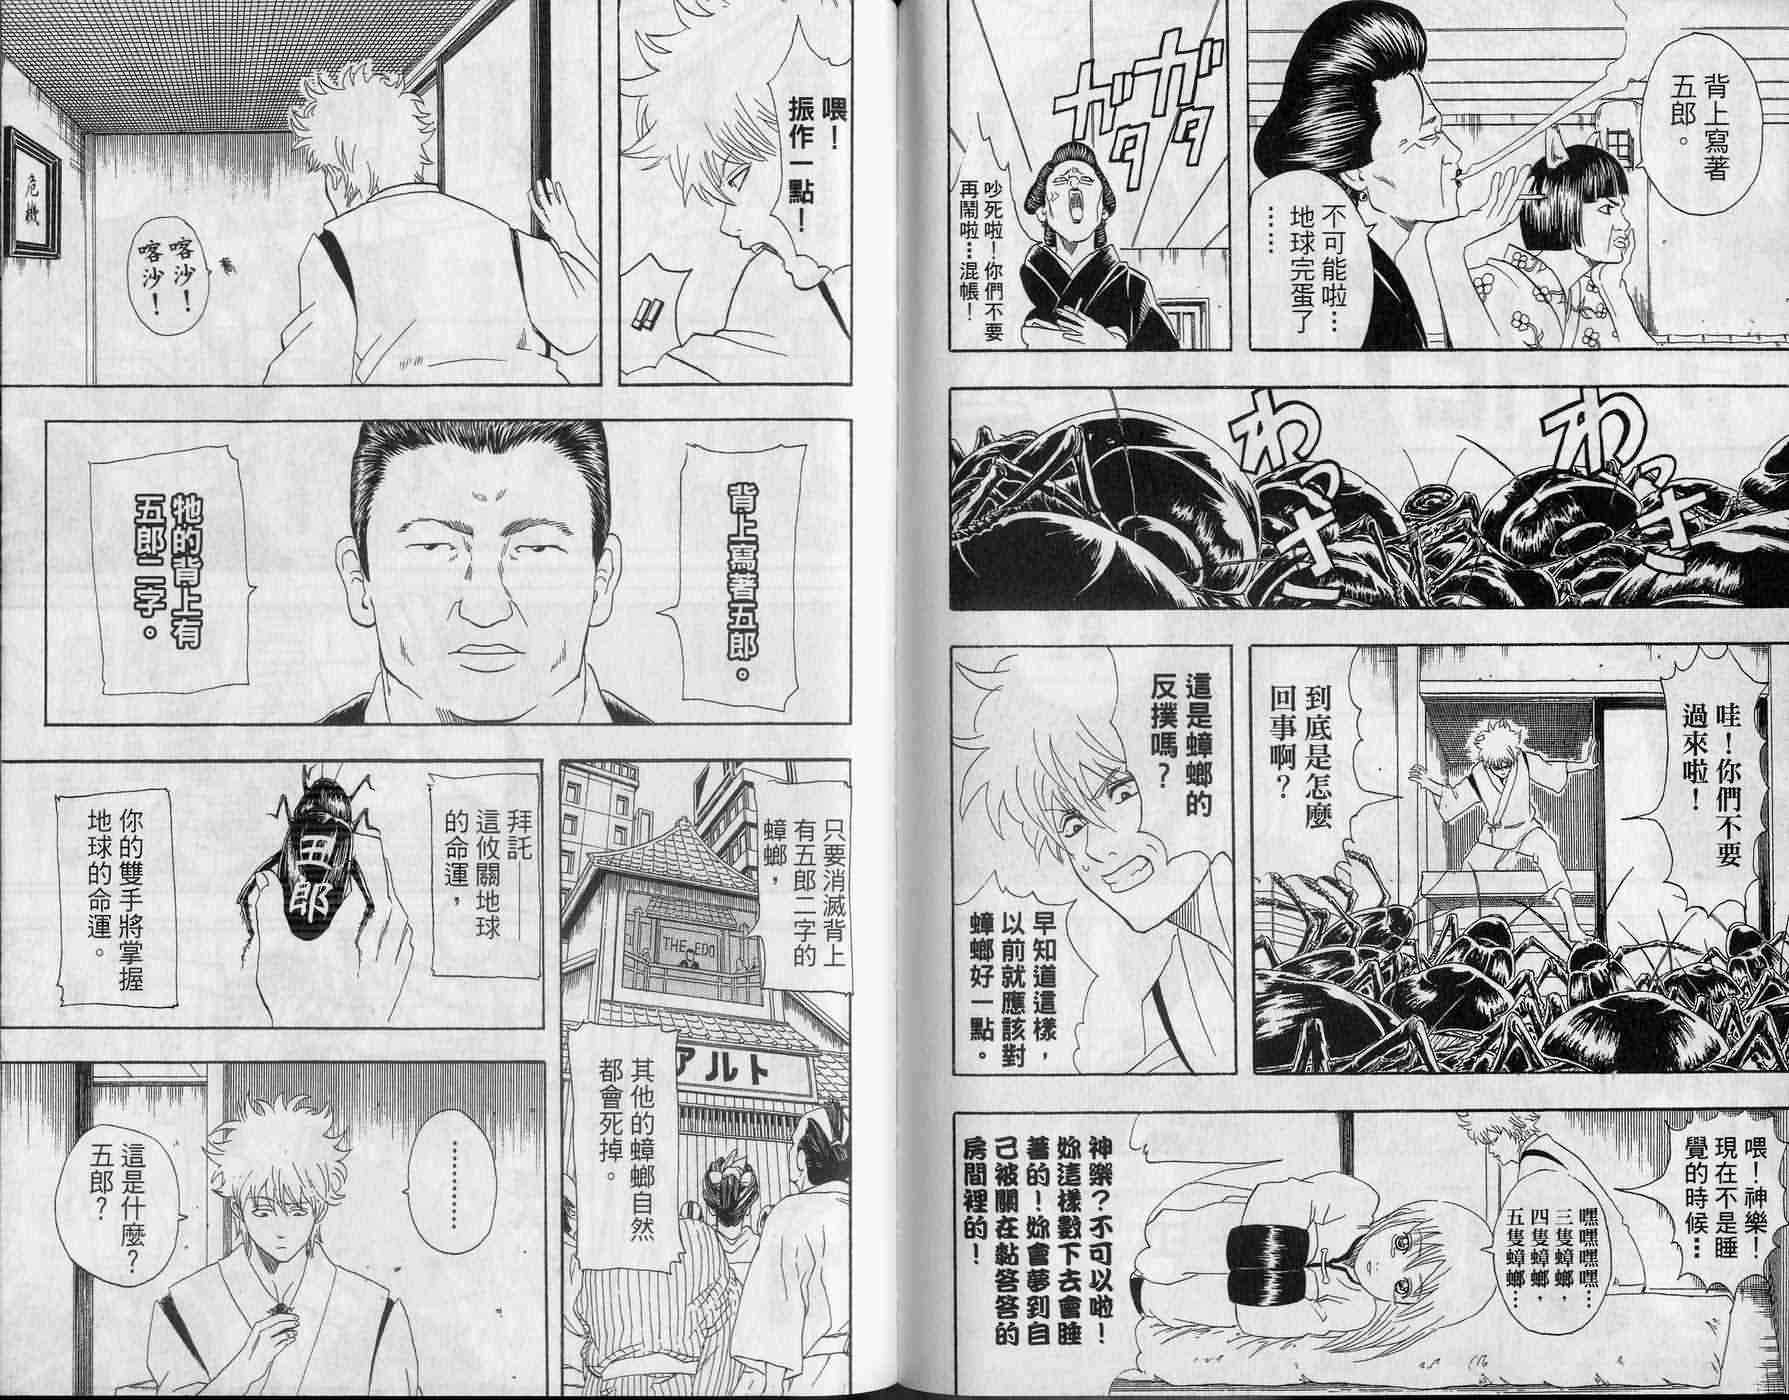 背上寫著
五郎。
不可能啦…
地球完蛋了
……
ガタ
ガタ
吵死啦！你們不要
再鬧啦…混帳！
わっさ
わっさ
哇！你們不要
過來啦！
到底是怎麼
回事啊？
這是蟑螂的
反撲嗎？
早知道這樣，
以前就應該對
蟑螂好一點。
喂！神樂！
現在不是睡
覺的時候…
嘿嘿嘿嘿…
三隻蟑螂，
四隻蟑螂，
五隻蟑螂…
神樂？不可以啦！
妳這樣數下去會睡
著的！妳會夢到自
己被關在黏答答的
房間裡的！
喂！
振作一點！
!!
喀沙！
喀沙！
危機
背上寫著五郎。
牠的背上有
五郎二字。
只要消滅背上
有五郎二字的
蟑螂，
THE EDO
アルト
其他的蟑螂自然
都會死掉。
拜託
這攸關地球
的命運，
五郎
你的雙手將掌握
地球的命運。
…………
這是什麼？
五郎？